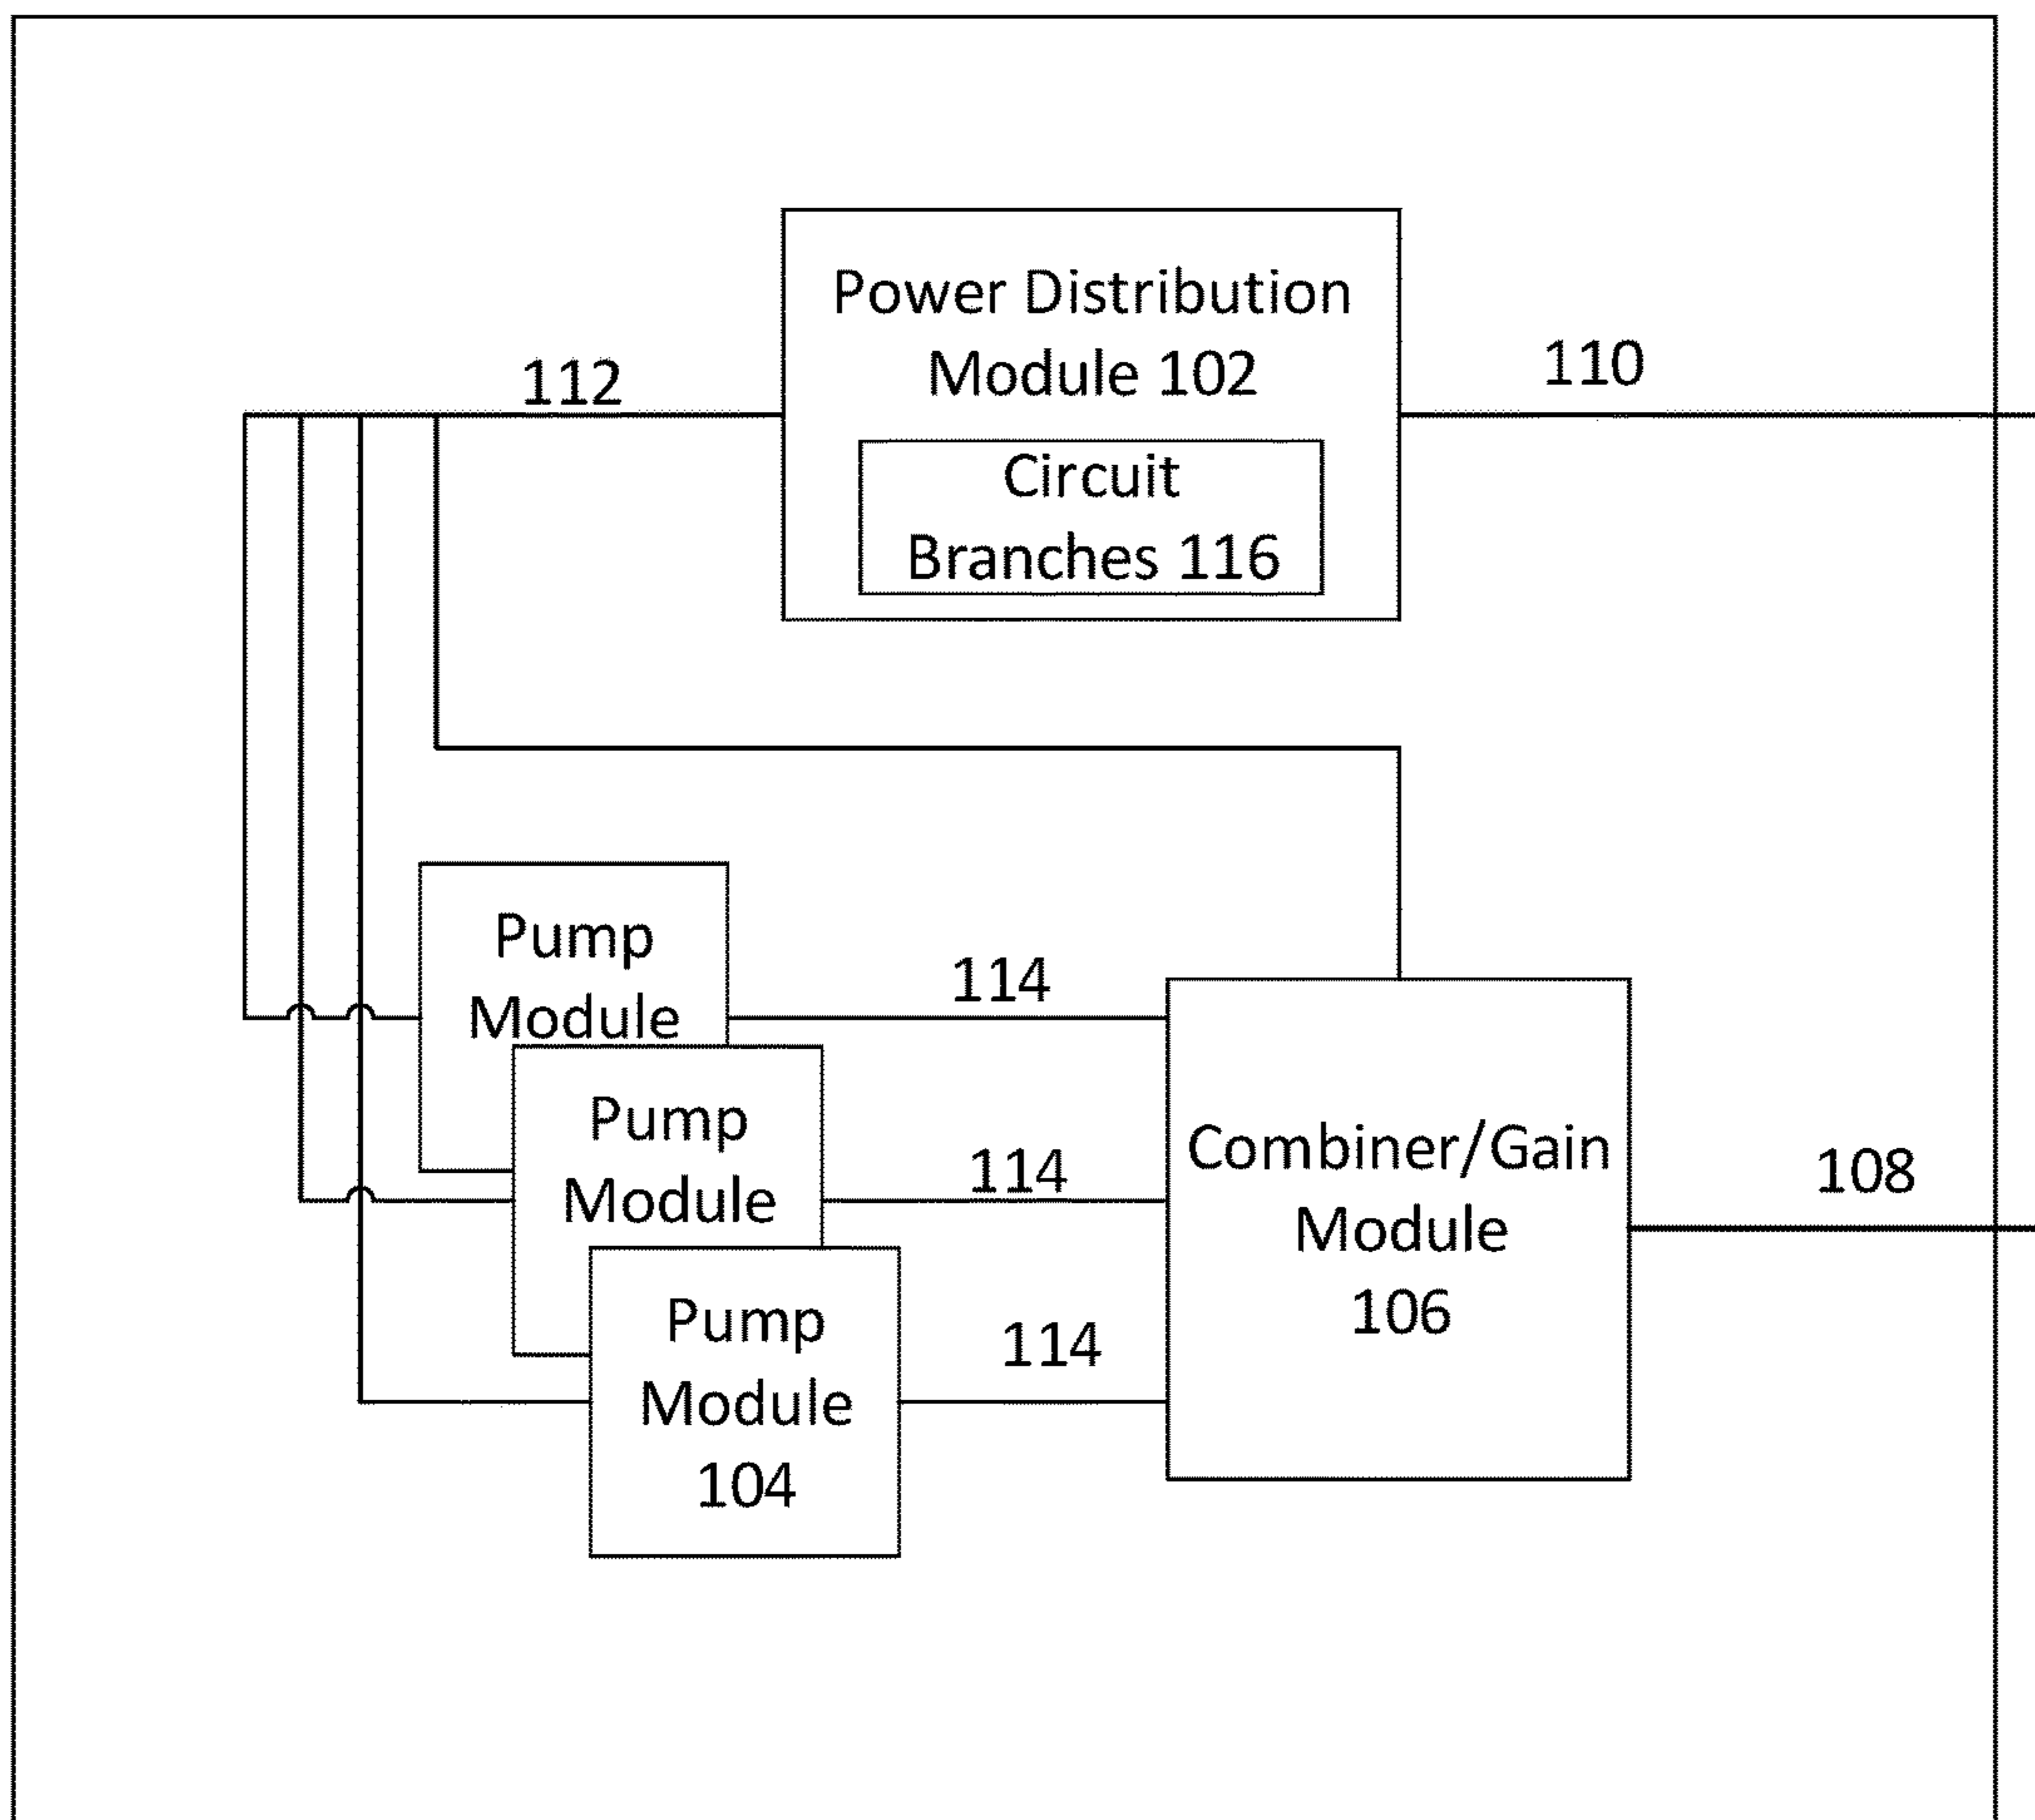 Power Distribution
Module 102
110
112
Circuit
Branches 116
Pump
Module
114
Pump
Module
114
Combiner/Gain
Module
106
108
Pump
Module
104
114